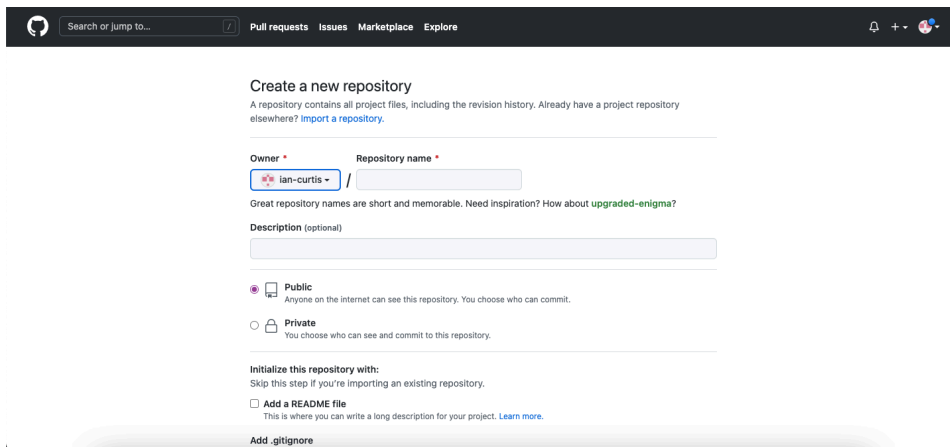 Search or jump to...
/
Pull requests Issues Marketplace Explore
Create a new repository
A repository contains all project files, including the revision history. Already have a project repository
elsewhere? Import a repository.
Owner * Repository name *
ian-curtis /
Great repository names are short and memorable. Need inspiration? How about upgraded-enigma?
Description (optional)
Public
Anyone on the internet can see this repository. You choose who can commit.
Private
You choose who can see and commit to this repository.
Initialize this repository with:
Skip this step if you're importing an existing repository.
Add a README file
This is where you can write a long description for your project. Learn more.
Add .gitignore